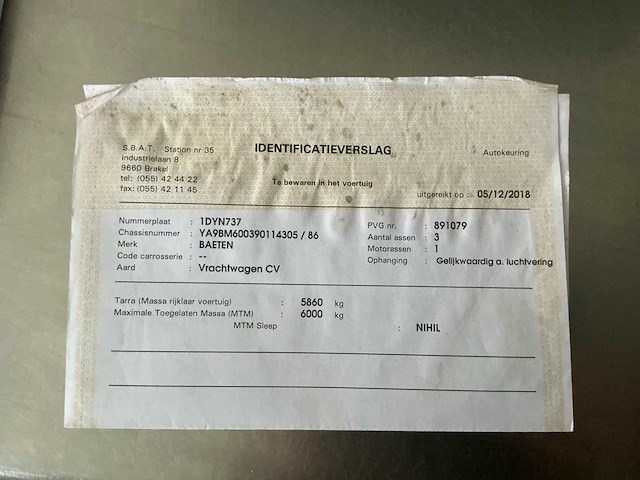 S.B.A.T. Station nr 35
IDENTIFICATIEVERSLAG
Autokeuring
Industrielaan 8
9660 Brakel
tel: (055) 42 44 22
fax: (055) 42 11 45
Te bewaren in het voertuig
uitgereikt op : 05/12/2018
Nummerplaat : 1DYN737
PVG nr. : 891079
Chassisnummer : YA9BM600390114305 / 86
Aantal assen : 3
Merk : BAETEN
Motorassen : 1
Code carrosserie : --
Ophanging : Gelijkwaardig a. luchtvering
Aard : Vrachtwagen CV
Tarra (Massa rijklaar voertuig) : 5860 kg
Maximale Toegelaten Massa (MTM) : 6000 kg
MTM Sleep : NIHIL